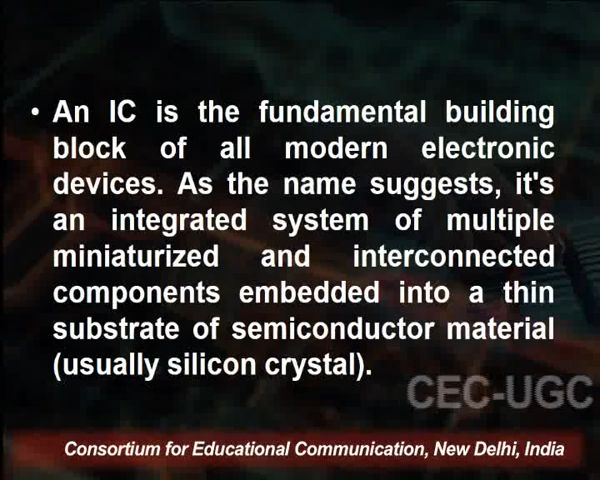 • An IC is the fundamental building
block of all modern electronic
devices. As the name suggests, it's
an integrated system of multiple
miniaturized and interconnected
components embedded into a thin
substrate of semiconductor material
(usually silicon crystal).
CEC-UGC
Consortium for Educational Communication, New Delhi, India